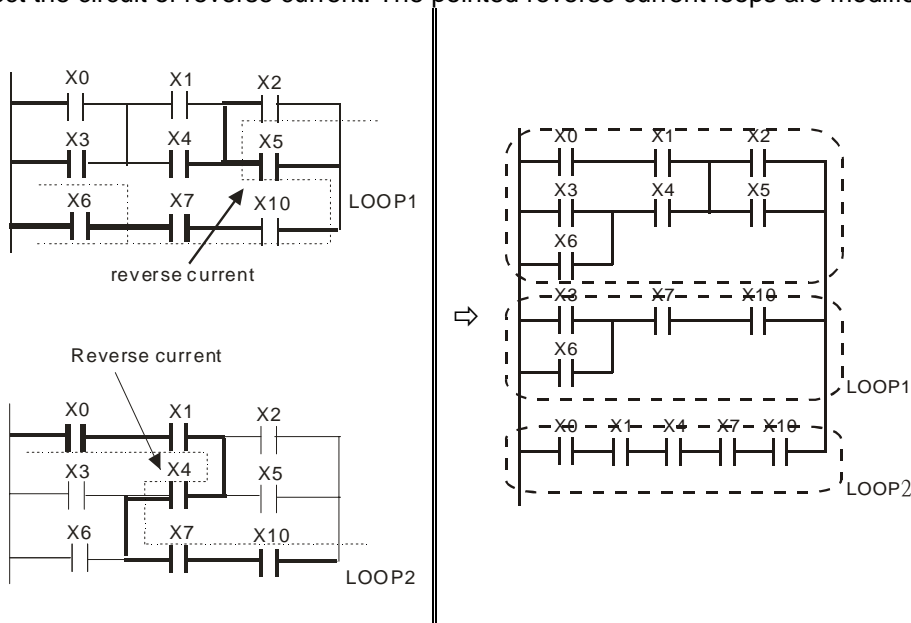 ect the circuit of reverse current. The pointed reverse current loops are modifie
X0 X1 X2
X3 X4 X5
X6 X7 X10
LOOP1
reverse current
Reverse current
X0 X1 X2
X3 X4 X5
X6 X7 X10
LOOP2
⇨
X0 X1 X2
X3 X4 X5
X6
X3 X7 X10
X6
LOOP1
X0 X1 X4 X7 X10
LOOP2